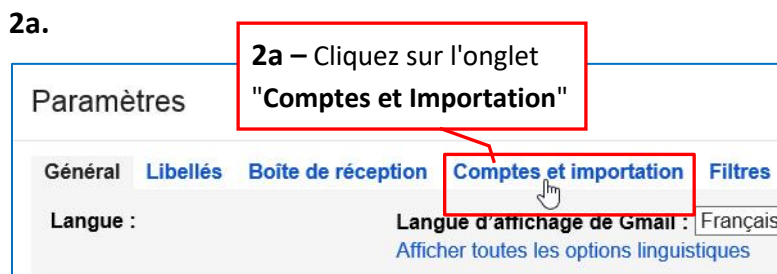 2a.
2a – Cliquez sur l'onglet
"Comptes et Importation"
Paramètres
Général Libellés Boîte de réception Comptes et importation Filtres
Langue : Langue d'affichage de Gmail : Français
Afficher toutes les options linguistiques